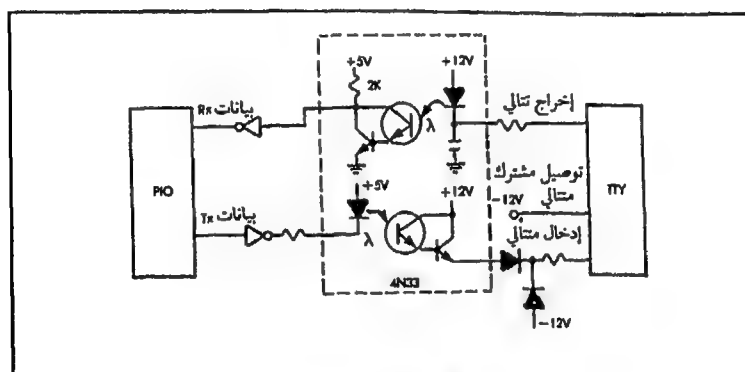 +5V
+12V
2K
إخراج تتالي
بيانات Rx
λ
PIO
TTY
توصيل مشترك
متتالي
-12V
+5V
+12V
بيانات Tx
إدخال متتالي
λ
4N33
-12V